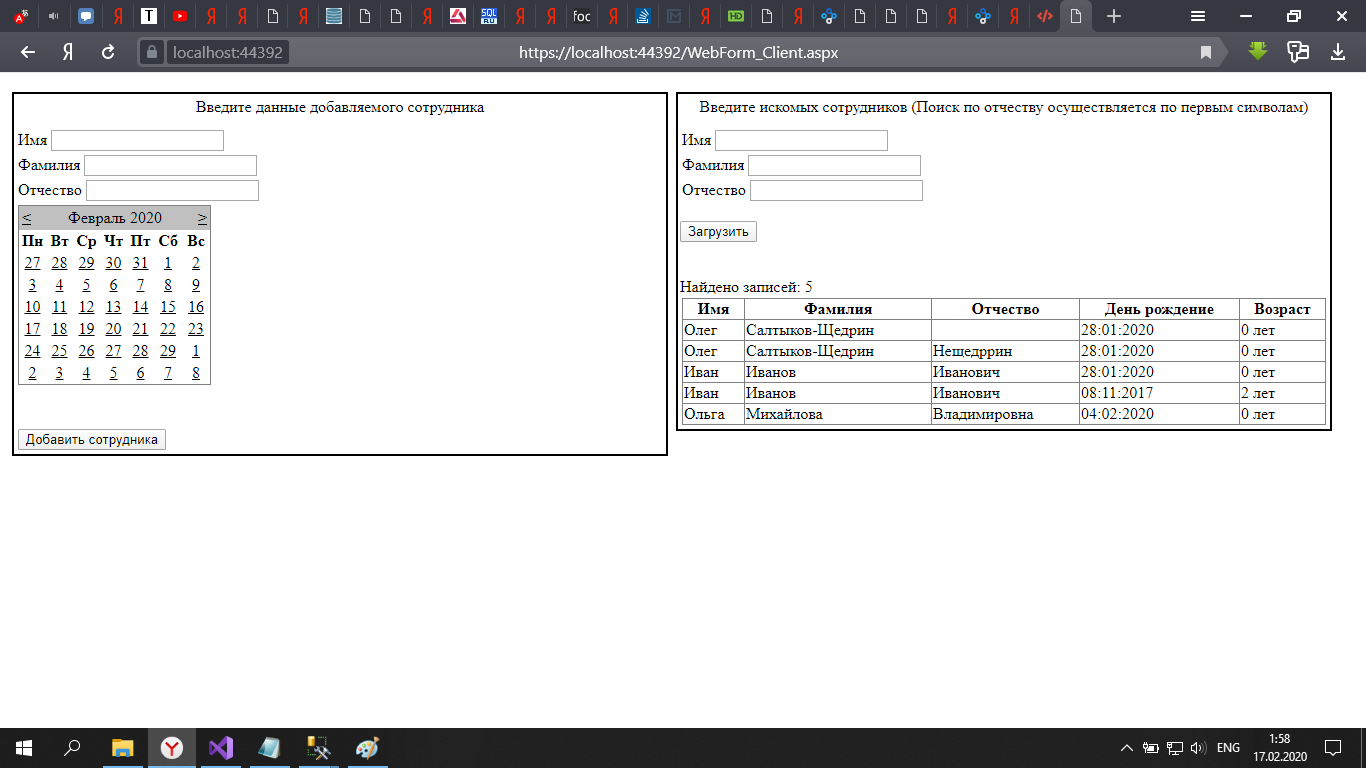 T
SQL
RU
foc
HD
localhost:44392
https://localhost:44392/WebForm_Client.aspx
Введите данные добавляемого сотрудника
Имя
Фамилия
Отчество
< Февраль 2020 >
Пн Вт Ср Чт Пт Сб Вс
27 28 29 30 31 1 2
3 4 5 6 7 8 9
10 11 12 13 14 15 16
17 18 19 20 21 22 23
24 25 26 27 28 29 1
2 3 4 5 6 7 8
Добавить сотрудника
Введите искомых сотрудников (Поиск по отчеству осуществляется по первым символам)
Имя
Фамилия
Отчество
Загрузить
Найдено записей: 5
Имя Фамилия Отчество День рождение Возраст
Олег Салтыков-Щедрин 28:01:2020 0 лет
Олег Салтыков-Щедрин Нещедррин 28:01:2020 0 лет
Иван Иванов Иванович 28:01:2020 0 лет
Иван Иванов Иванович 08:11:2017 2 лет
Ольга Михайлова Владимировна 04:02:2020 0 лет
ENG
1:58
17.02.2020